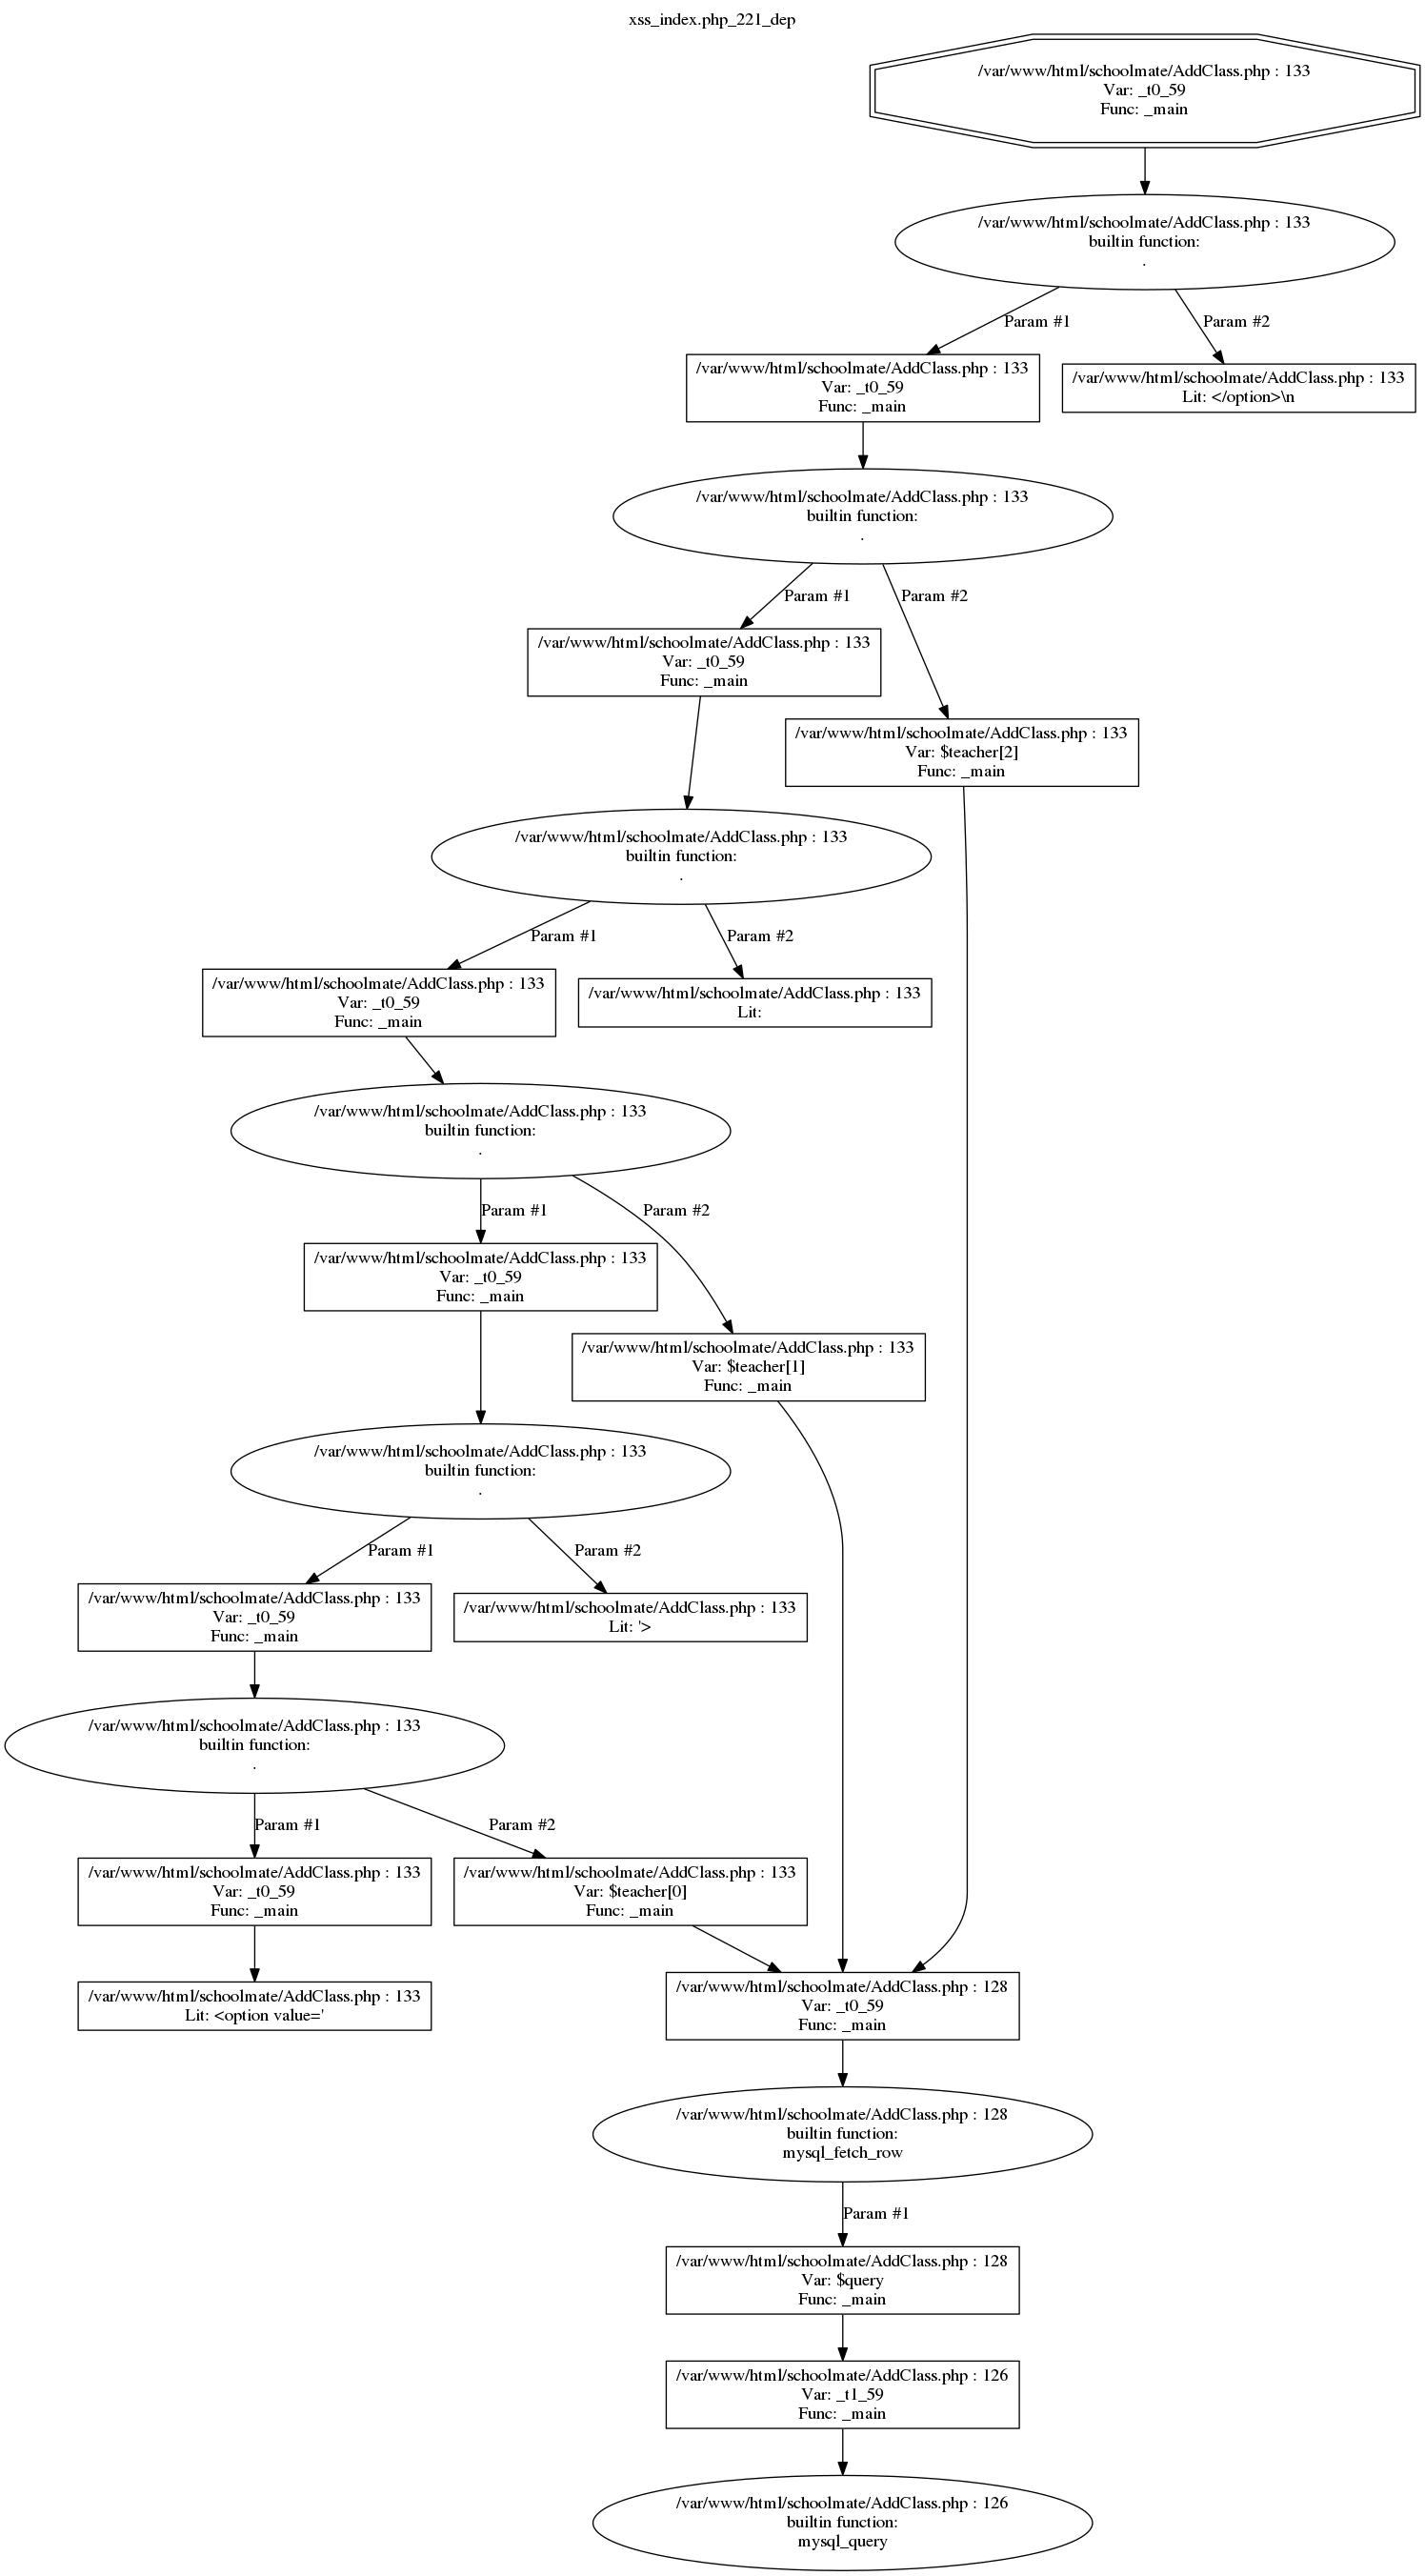 xss_index.php_221_dep
/var/www/html/schoolmate/AddClass.php : 133
Var: _t0_59
Func: _main
/var/www/html/schoolmate/AddClass.php : 133
builtin function:
.
Param #1
Param #2
/var/www/html/schoolmate/AddClass.php : 133
Var: _t0_59
Func: _main
/var/www/html/schoolmate/AddClass.php : 133
Lit: </option>\n
/var/www/html/schoolmate/AddClass.php : 133
builtin function:
.
Param #1
Param #2
/var/www/html/schoolmate/AddClass.php : 133
Var: _t0_59
Func: _main
/var/www/html/schoolmate/AddClass.php : 133
Var: $teacher[2]
Func: _main
/var/www/html/schoolmate/AddClass.php : 133
builtin function:
.
Param #1
Param #2
/var/www/html/schoolmate/AddClass.php : 133
Var: _t0_59
Func: _main
/var/www/html/schoolmate/AddClass.php : 133
Lit:
/var/www/html/schoolmate/AddClass.php : 133
builtin function:
.
Param #1
Param #2
/var/www/html/schoolmate/AddClass.php : 133
Var: _t0_59
Func: _main
/var/www/html/schoolmate/AddClass.php : 133
Var: $teacher[1]
Func: _main
/var/www/html/schoolmate/AddClass.php : 133
builtin function:
.
Param #1
Param #2
/var/www/html/schoolmate/AddClass.php : 133
Var: _t0_59
Func: _main
/var/www/html/schoolmate/AddClass.php : 133
Lit: '>
/var/www/html/schoolmate/AddClass.php : 133
builtin function:
.
Param #1
Param #2
/var/www/html/schoolmate/AddClass.php : 133
Var: _t0_59
Func: _main
/var/www/html/schoolmate/AddClass.php : 133
Var: $teacher[0]
Func: _main
/var/www/html/schoolmate/AddClass.php : 133
Lit: <option value='
/var/www/html/schoolmate/AddClass.php : 128
Var: _t0_59
Func: _main
/var/www/html/schoolmate/AddClass.php : 128
builtin function:
mysql_fetch_row
Param #1
/var/www/html/schoolmate/AddClass.php : 128
Var: $query
Func: _main
/var/www/html/schoolmate/AddClass.php : 126
Var: _t1_59
Func: _main
/var/www/html/schoolmate/AddClass.php : 126
builtin function:
mysql_query